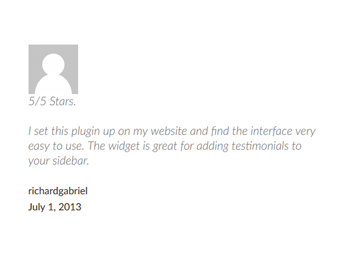 5/5 Stars.
I set this plugin up on my website and find the interface very
easy to use. The widget is great for adding testimonials to
your sidebar.
richardgabriel
July 1, 2013